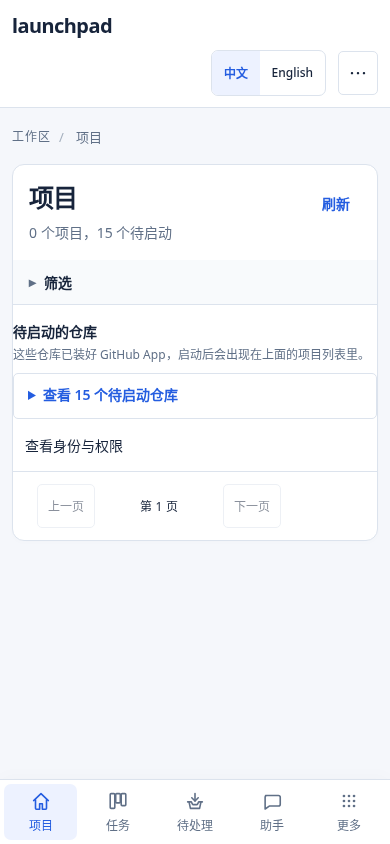 launchpad
中文 English
工作区 / 项目
项目
刷新
0 个项目，15 个待启动
筛选
待启动的仓库
这些仓库已装好 GitHub App，启动后会出现在上面的项目列表里。
查看 15 个待启动仓库
查看身份与权限
上一页 第 1 页 下一页
项目 任务 待处理 助手 更多